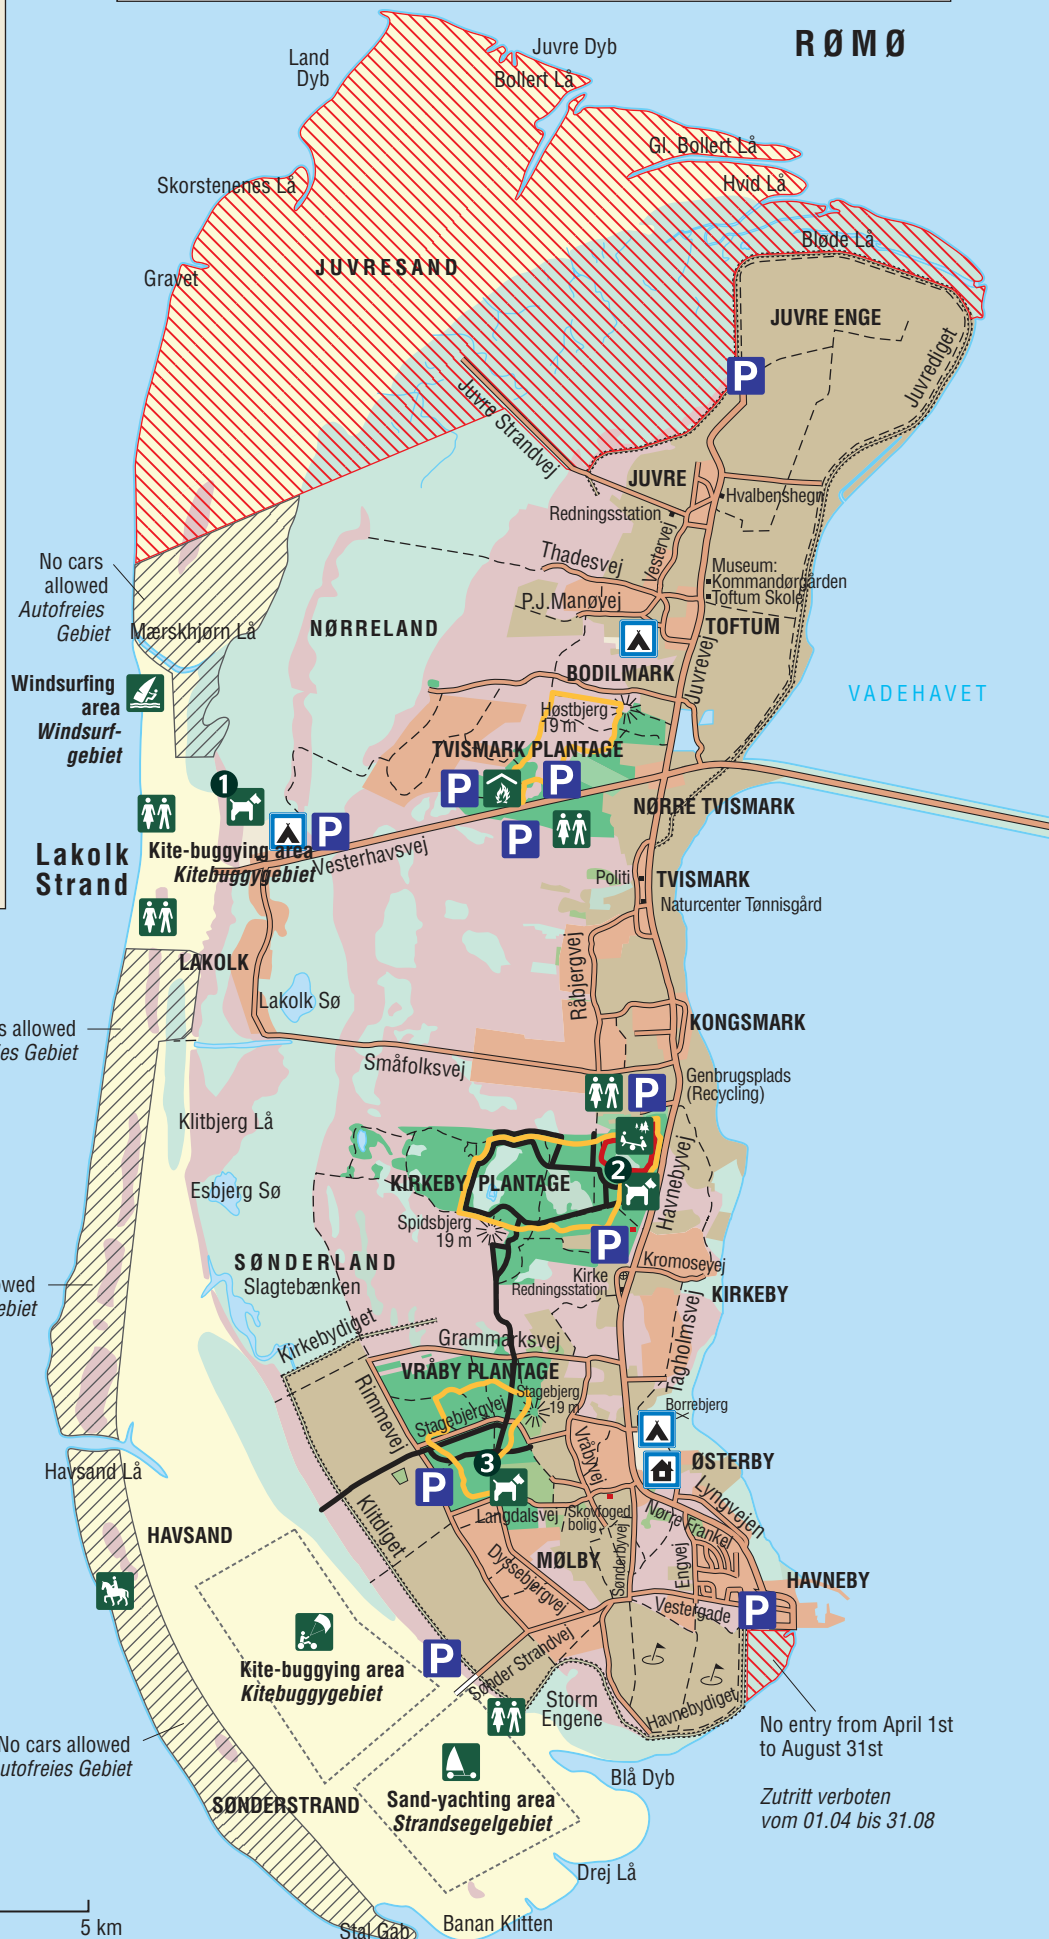 RØMØ
Land
Dyb
Juvre Dyb
Bollert Lå
Gl. Bollert Lå
Hvid Lå
Skorstenenes Lå
Bløde Lå
JUVRESAND
Gravet
JUVRE ENGE
Juvrediget
P
Juvre Strandvej
JUVRE
Hvalbenshegn
Redningsstation
Vestervej
No cars
allowed
Autofreies
Gebiet
Thadesvej
Museum:
Kommandørgården
Toftum Skole
P.J.Manøvej
Mærskhjørn Lå
NØRRELAND
TOFTUM
BODILMARK
Juvrevej
Windsurfing
area
Windsurf-
gebiet
VADEHAVET
Høstbjerg
19 m
TVISMARK PLANTAGE
1
P
P
NØRRE TVISMARK
P
P
Lakolk
Strand
Kite-buggying area
Kitebuggygebiet
Vesterhavsvej
Politi
TVISMARK
Naturcenter Tønnisgård
LAKOLK
Råbjergvej
Lakolk Sø
s allowed
ies Gebiet
KONGSMARK
Småfolksvej
Genbrugsplads
(Recycling)
P
Klitbjerg Lå
2
KIRKEBY PLANTAGE
Havnebyvej
Esbjerg Sø
Spidsbjerg
19 m
P
SØNDERLAND
Slagtebænken
Kromosevej
Kirke
Redningsstation
owed
ebiet
KIRKEBY
Kirkebydiget
Grammarksvej
Tagholmsvej
VRÅBY PLANTAGE
Rimmevej
Stagebjerg
19 m
Stagebjergvej
Borrebjerg
Vråbyvej
3
ØSTERBY
Havsand Lå
P
Lyngvejen
Klitdiget
Langdalsvej
Skovfoged
bolig
Nørre Frankel
HAVSAND
MØLBY
Sønderbyvej
Engvej
Dyssebjergvej
HAVNEBY
Vestergade
P
Sønder Strandvej
P
Kite-buggying area
Kitebuggygebiet
Storm
Engene
Havnebydiget
No entry from April 1st
to August 31st
Zutritt verboten
vom 01.04 bis 31.08
No cars allowed
utofreies Gebiet
Blå Dyb
SØNDERSTRAND
Sand-yachting area
Strandsegelgebiet
Drej Lå
5 km
Stal Gab
Banan Klitten